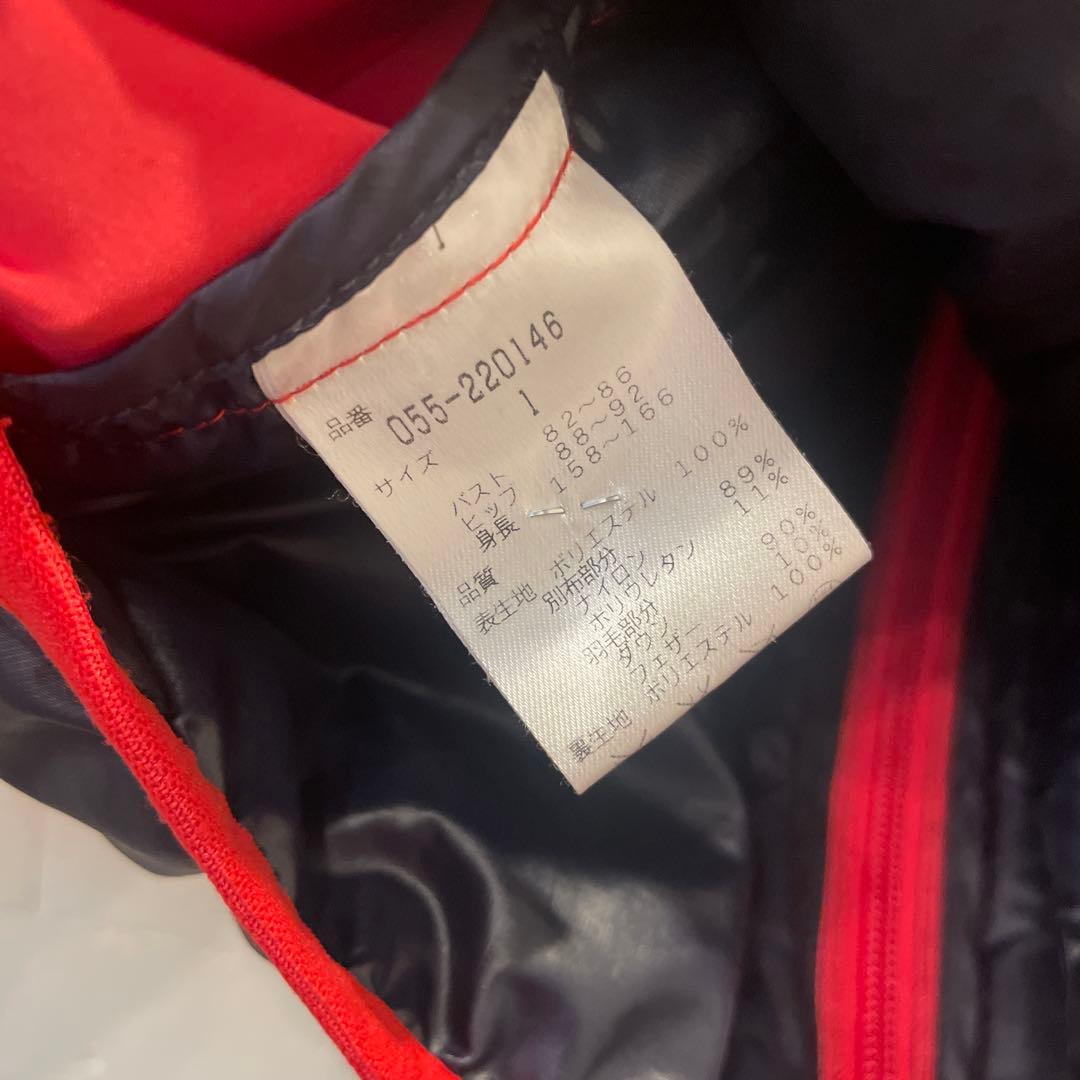 品番 055-220146
サイズ 1
バスト 82～86
ヒップ 88～92
身長 158～166
品質
表生地 ポリエステル 100%
別布部分
ナイロン 89%
ポリウレタン 11%
羽毛部分
ダウン 90%
フェザー 10%
裏生地 ポリエステル 100%